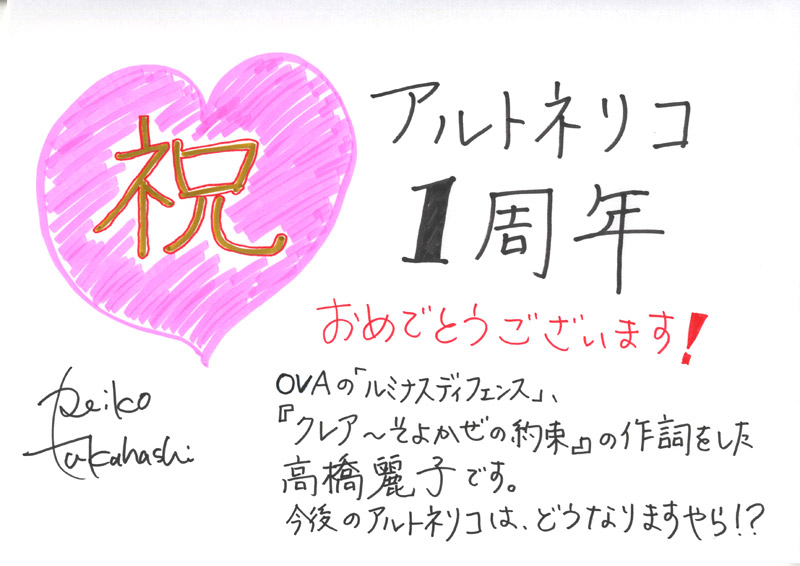 祝
アルトネリコ
1周年
おめでとうございます!
OVAの「ルミナスディフェンス」、
『クレア～そよかぜの約束』の作詞をした
高橋麗子です。
今後のアルトネリコは、どうなりますやら!?
Reiko
Takahashi